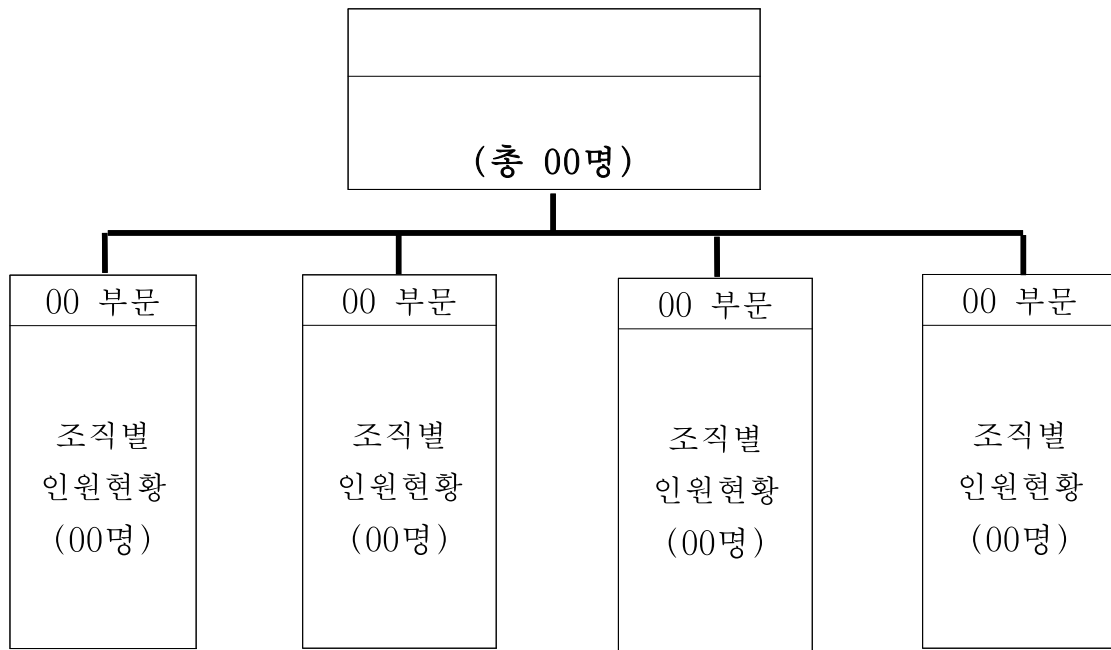 (총 00명)
00 부문
조직별
인원현황
(00명)
00 부문
조직별
인원현황
(00명)
00 부문
조직별
인원현황
(00명)
00 부문
조직별
인원현황
(00명)